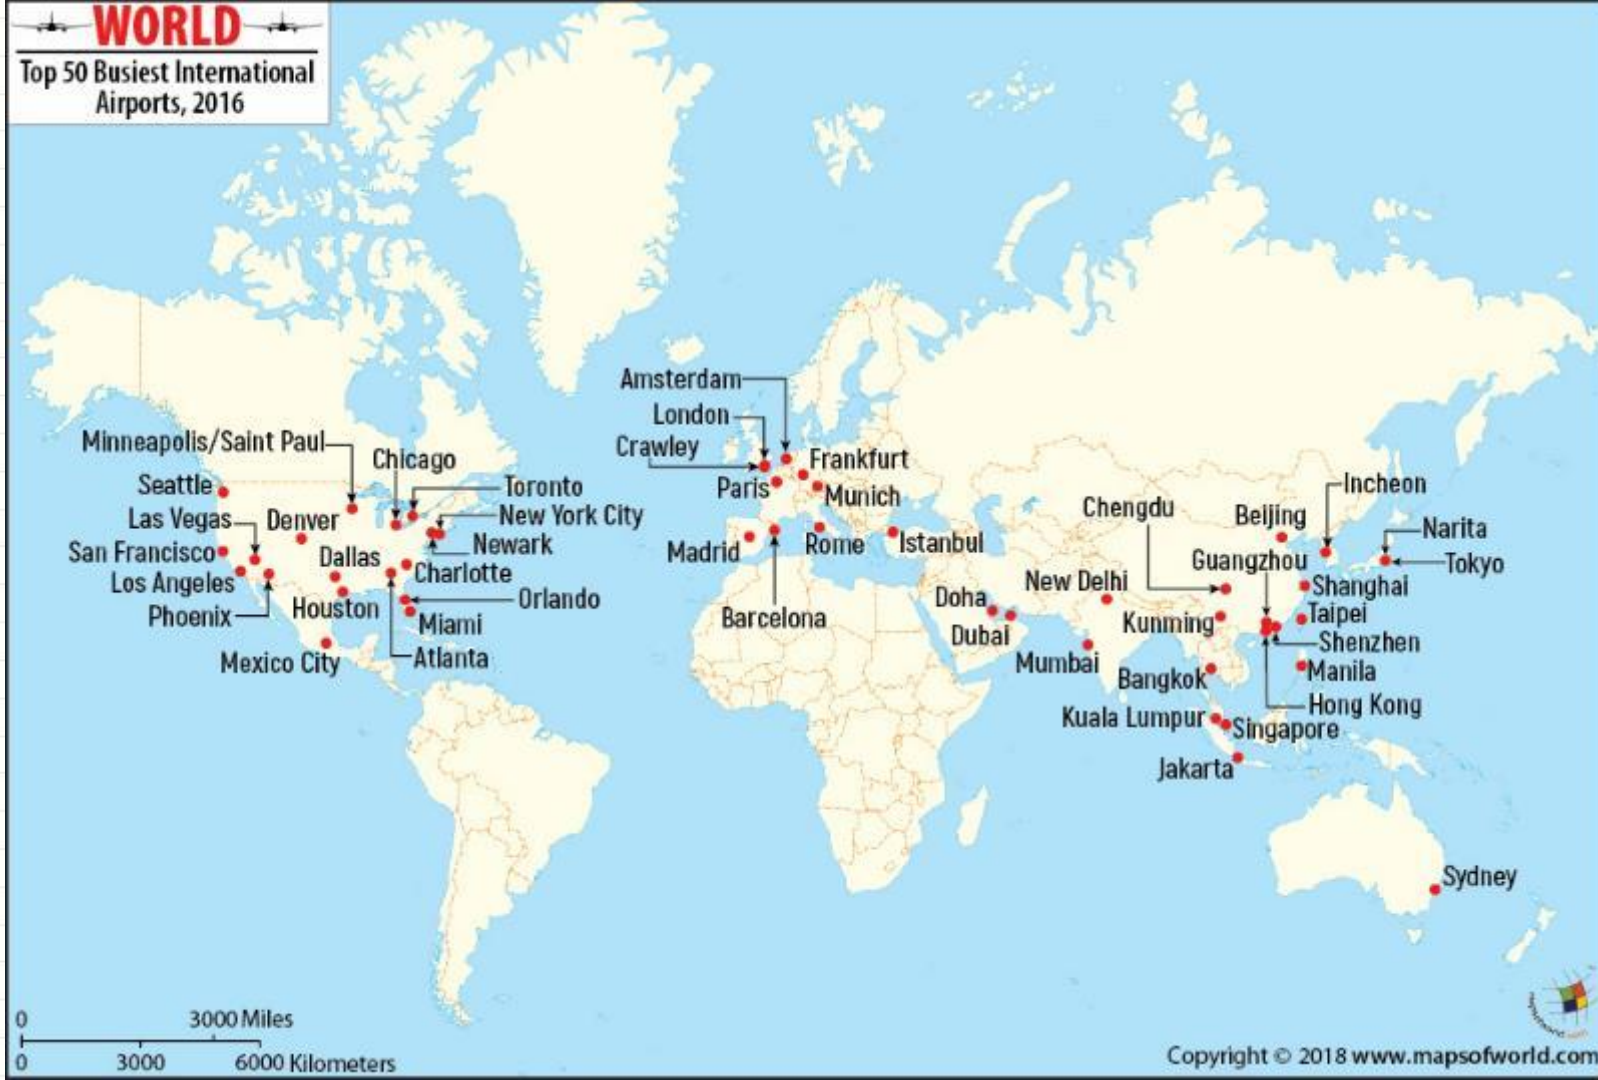 WORLD
Top 50 Busiest International
Airports, 2016
Amsterdam
London
Crawley
Frankfurt
Paris
Munich
Madrid
Rome
Istanbul
Barcelona
Minneapolis/Saint Paul
Chicago
Seattle
Toronto
Las Vegas
Denver
New York City
San Francisco
Dallas
Newark
Los Angeles
Charlotte
Phoenix
Houston
Orlando
Miami
Mexico City
Atlanta
Incheon
Chengdu
Beijing
Narita
Guangzhou
Tokyo
New Delhi
Shanghai
Doha
Kunming
Taipei
Dubai
Shenzhen
Mumbai
Bangkok
Manila
Hong Kong
Kuala Lumpur
Singapore
Jakarta
Sydney
0 3000 Miles
0 3000 6000 Kilometers
Copyright © 2018 www.mapsofworld.com